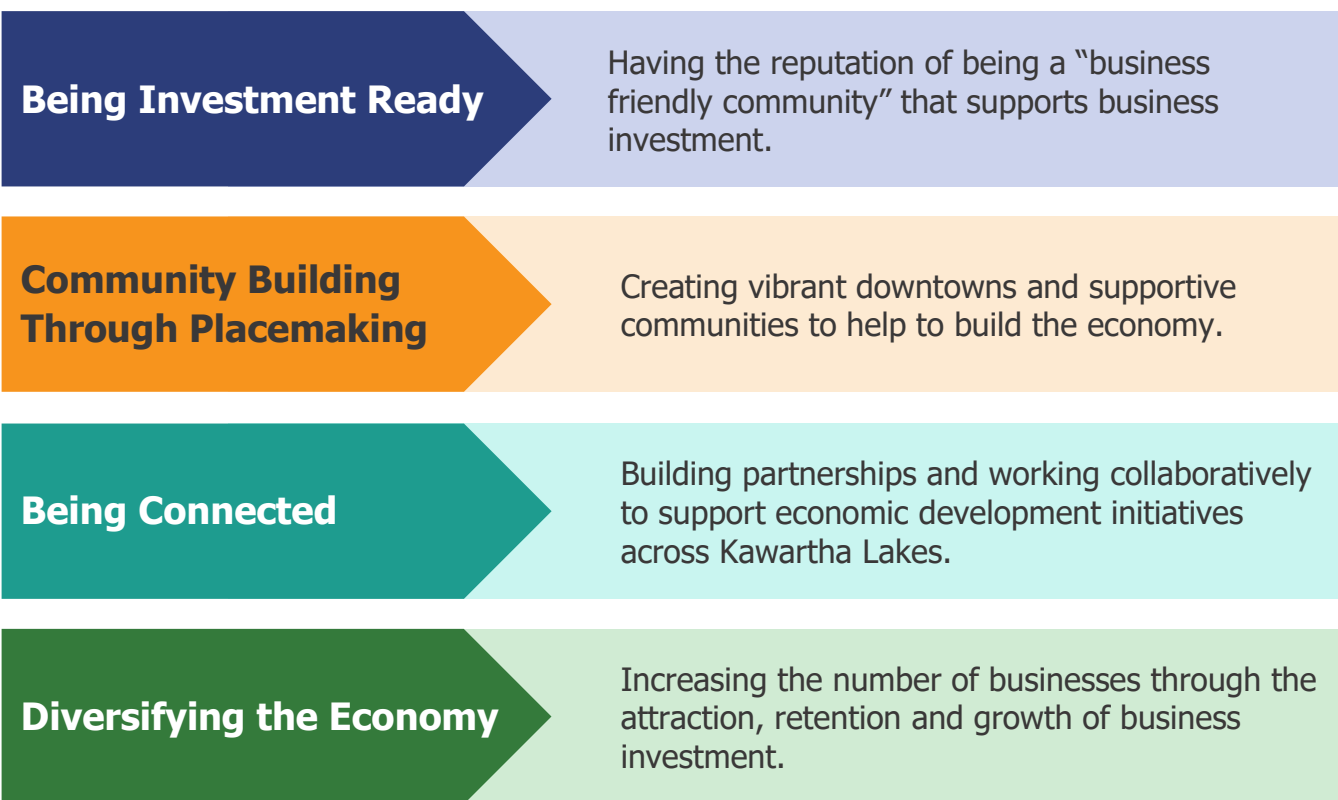 Being Investment Ready
Having the reputation of being a “business
friendly community” that supports business
investment.
Community Building
Through Placemaking
Creating vibrant downtowns and supportive
communities to help to build the economy.
Being Connected
Building partnerships and working collaboratively
to support economic development initiatives
across Kawartha Lakes.
Diversifying the Economy
Increasing the number of businesses through the
attraction, retention and growth of business
investment.